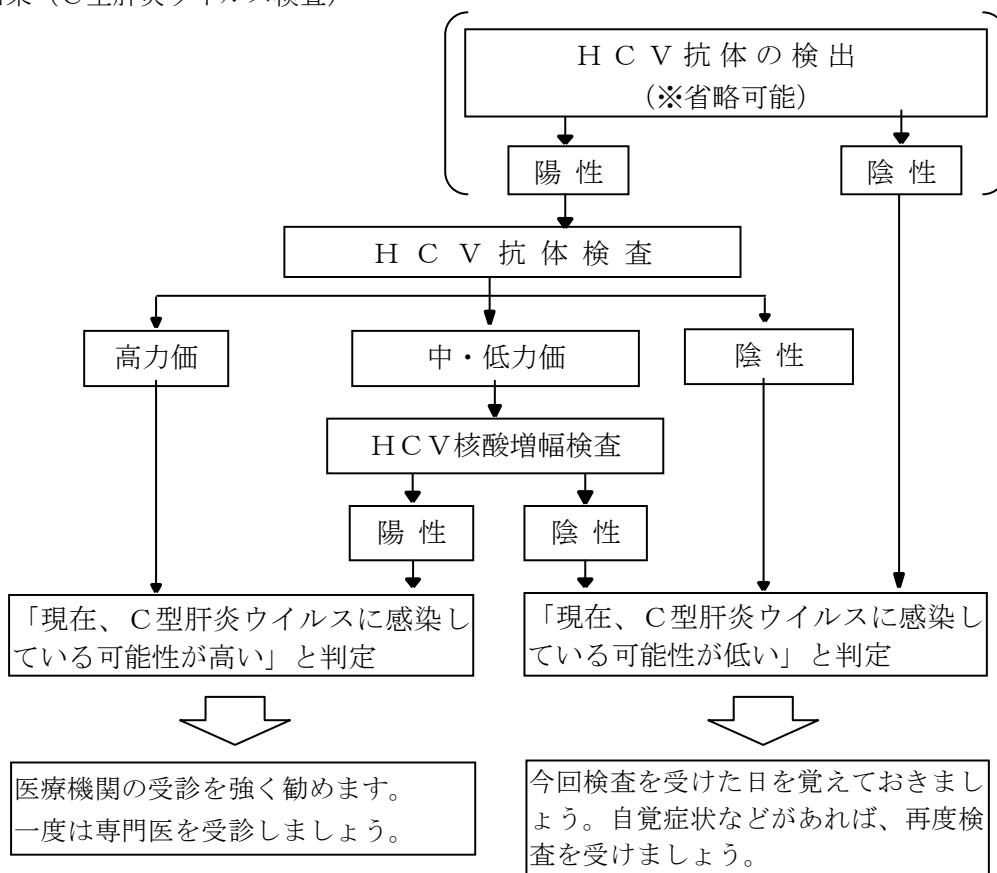 （Ｃ型肝炎ウイルス検査）
ＨＣＶ抗体の検出
（※省略可能）
陽性
陰性
ＨＣＶ抗体検査
高力価
中・低力価
陰性
ＨＣＶ核酸増幅検査
陽性
陰性
「現在、Ｃ型肝炎ウイルスに感染し
ている可能性が高い」と判定
「現在、Ｃ型肝炎ウイルスに感染し
ている可能性が低い」と判定
医療機関の受診を強く勧めます。
一度は専門医を受診しましょう。
今回検査を受けた日を覚えておきまし
ょう。自覚症状などがあれば、再度検
査を受けましょう。